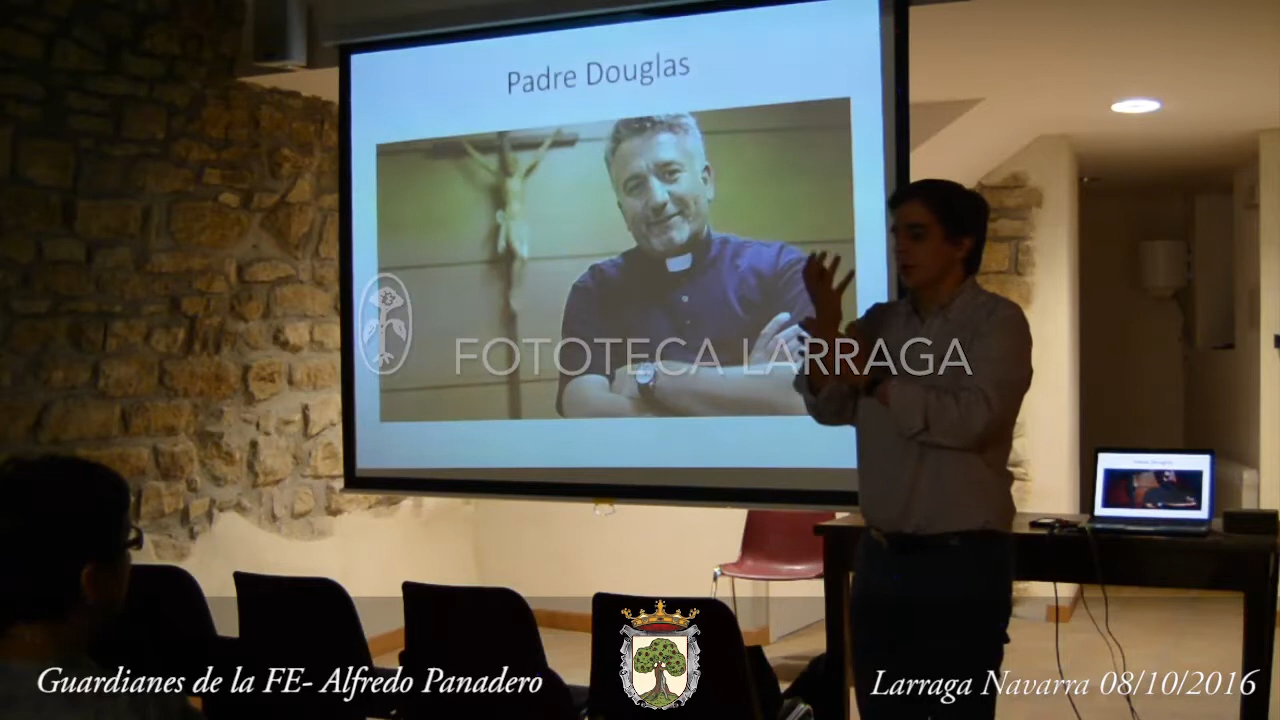 Padre Douglas
FOTOTECA LARRAGA
Guardianes de la FE- Alfredo Panadero
Larraga Navarra 08/10/2016